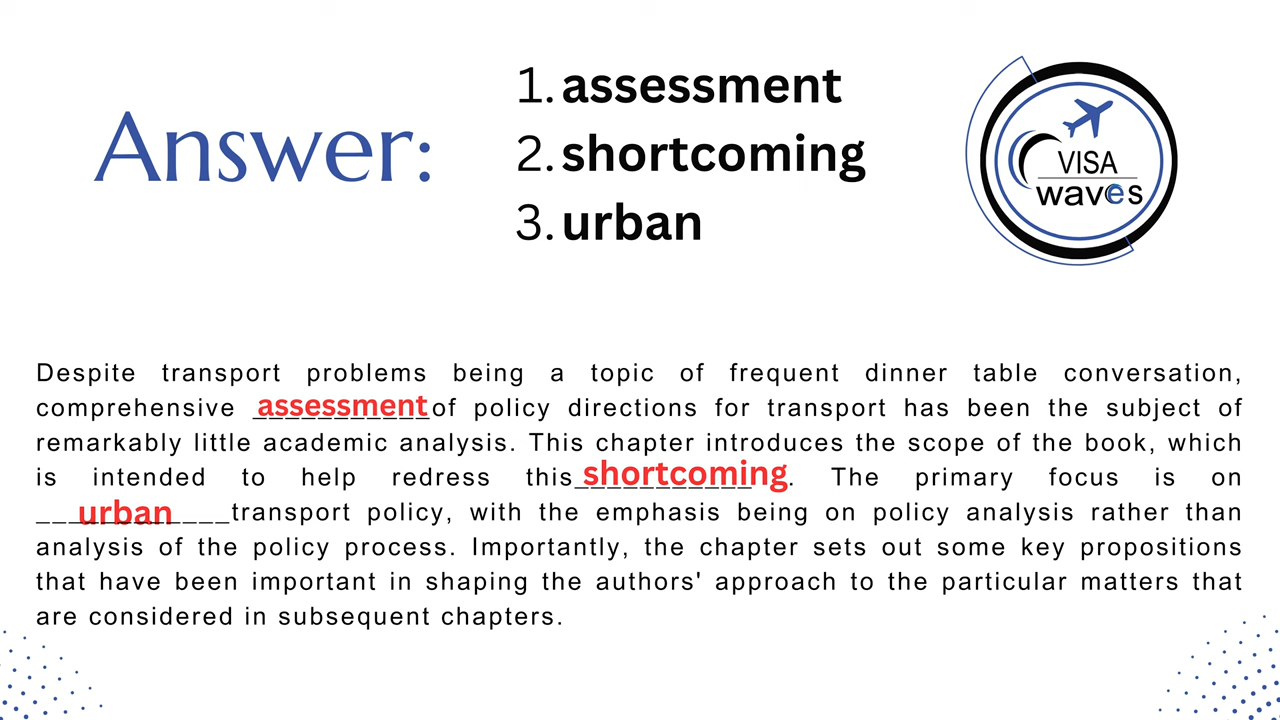 Answer:
1. assessment
2. shortcoming
3. urban
VISA
waves
Despite transport problems being a topic of frequent dinner table conversation,
comprehensive assessment of policy directions for transport has been the subject of
remarkably little academic analysis. This chapter introduces the scope of the book, which
is intended to help redress this shortcoming. The primary focus is on
urban transport policy, with the emphasis being on policy analysis rather than
analysis of the policy process. Importantly, the chapter sets out some key propositions
that have been important in shaping the authors' approach to the particular matters that
are considered in subsequent chapters.